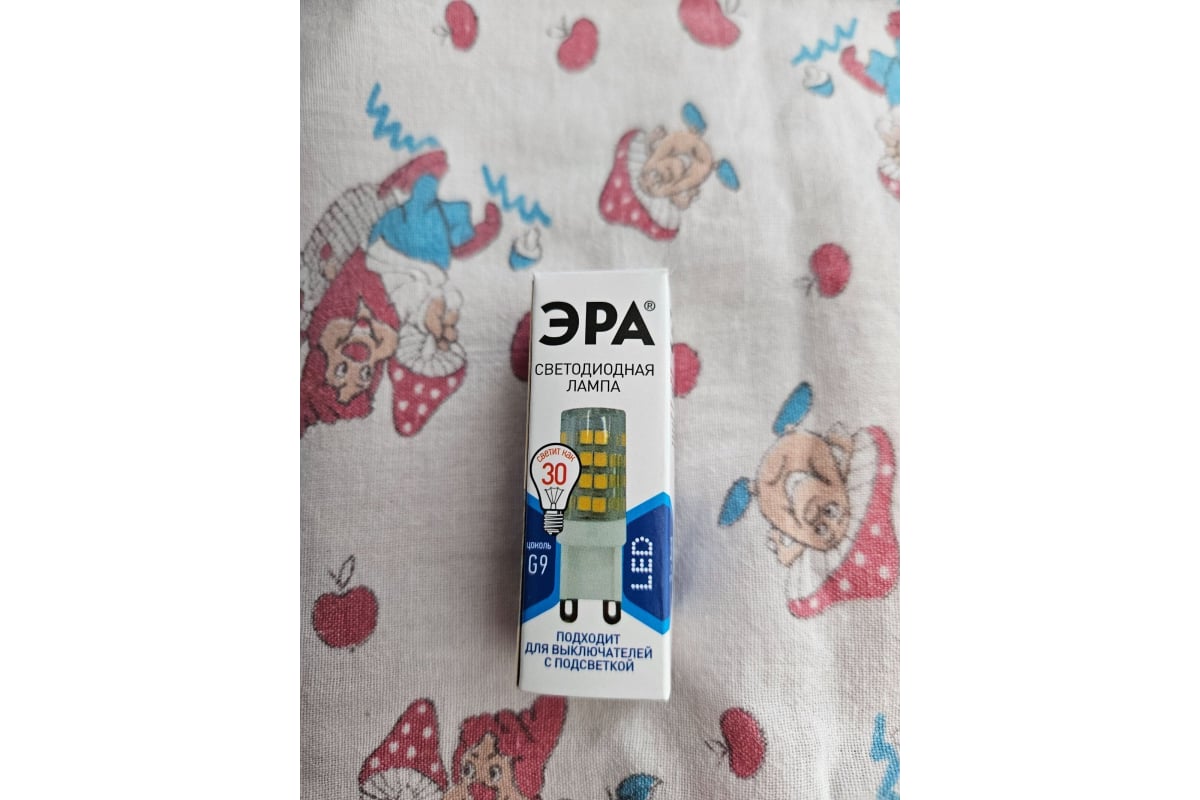 ЭРА®
СВЕТОДИОДНАЯ
ЛАМПА
светит как
30
цоколь
G9
LED
ПОДХОДИТ
ДЛЯ ВЫКЛЮЧАТЕЛЕЙ
С ПОДСВЕТКОЙ